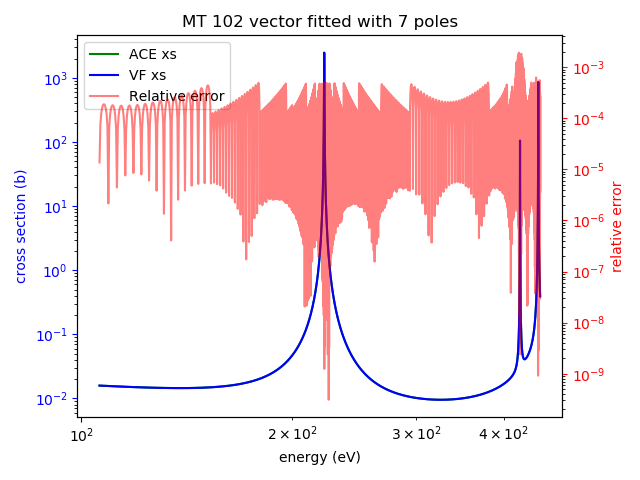 MT 102 vector fitted with 7 poles
ACE xs
VF xs
Relative error
cross section (b)
10³
10²
10¹
10⁰
10⁻¹
10⁻²
10⁻³
10⁻⁴
10⁻⁵
10⁻⁶
10⁻⁷
10⁻⁸
10⁻⁹
relative error
10² 2 × 10² 3 × 10² 4 × 10²
energy (eV)